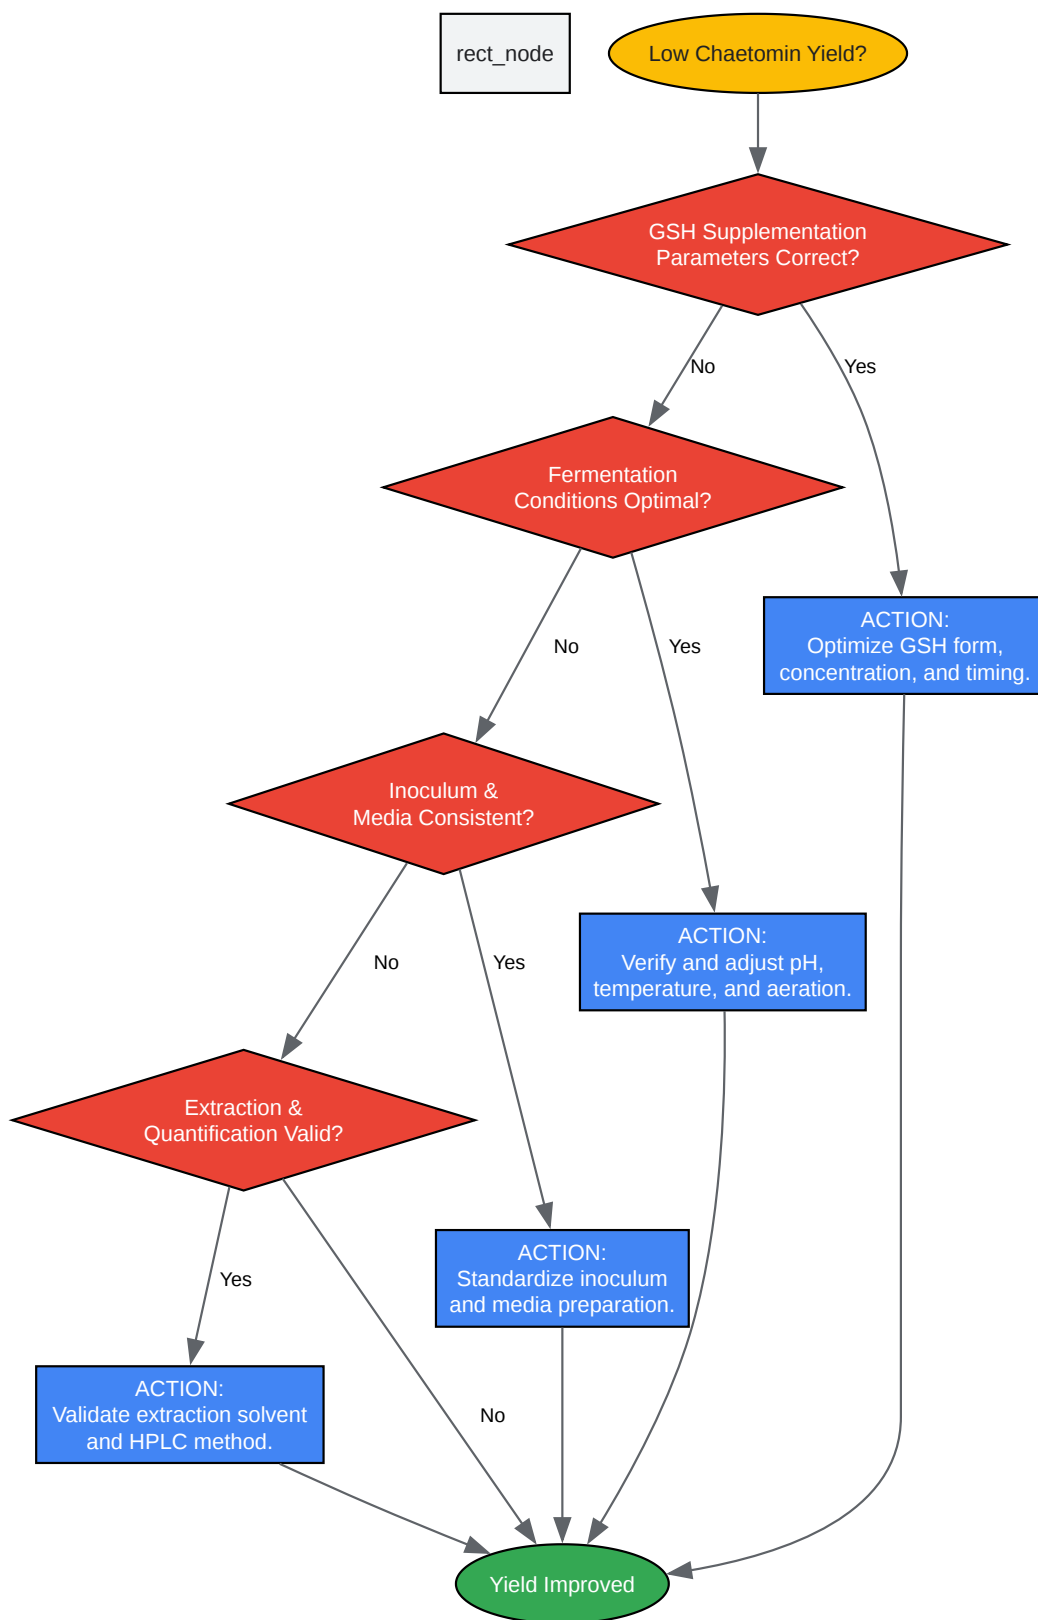 rect_node
Low Chaetomin Yield?
GSH Supplementation
Parameters Correct?
No
Yes
Fermentation
Conditions Optimal?
ACTION:
Optimize GSH form,
concentration, and timing.
No
Yes
Inoculum &
Media Consistent?
ACTION:
Verify and adjust pH,
temperature, and aeration.
No
Yes
Extraction &
Quantification Valid?
ACTION:
Standardize inoculum
and media preparation.
Yes
ACTION:
Validate extraction solvent
and HPLC method.
No
Yield Improved